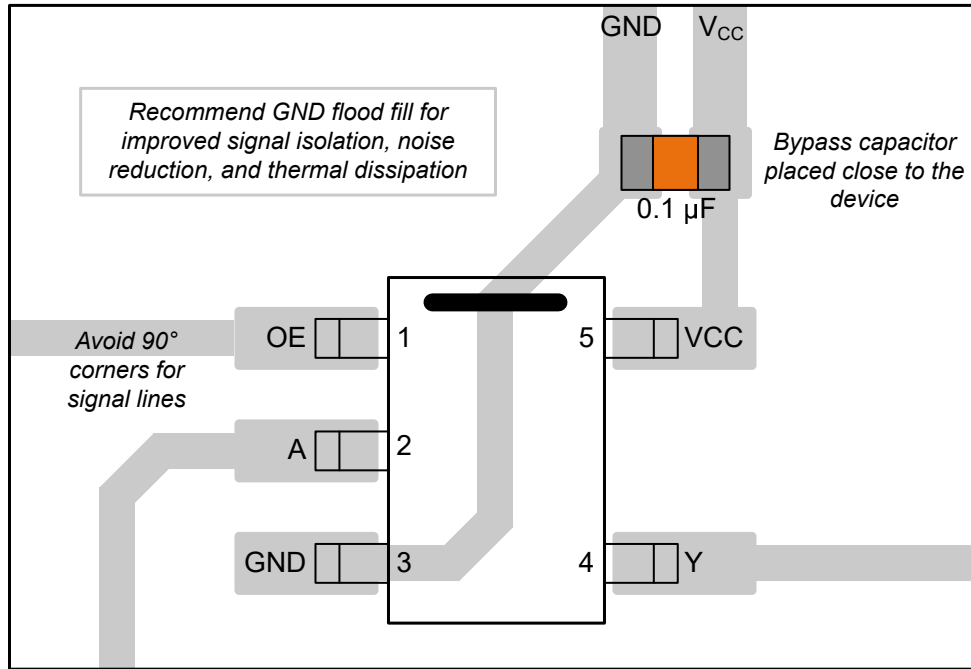 GND VCC
Recommend GND flood fill for
improved signal isolation, noise
reduction, and thermal dissipation
Bypass capacitor
placed close to the
device
0.1 µF
OE 1 5 VCC
Avoid 90°
corners for
signal lines
A 2
GND 3 4 Y